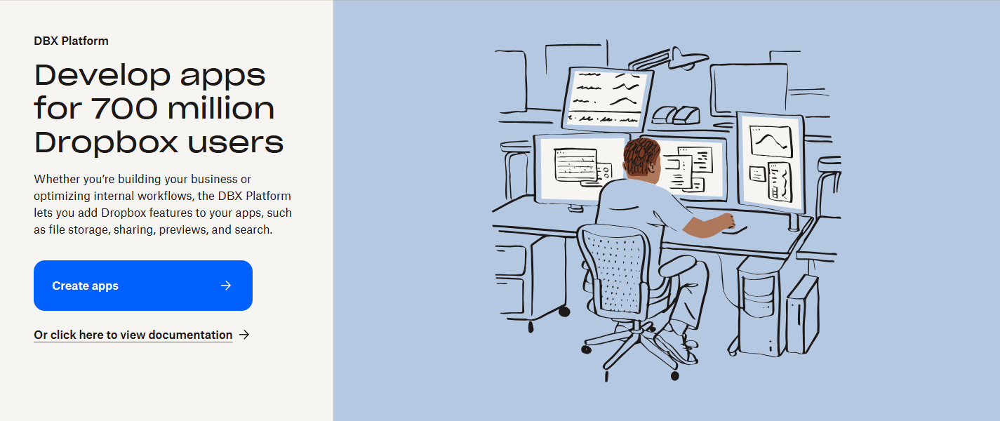 DBX Platform
Develop apps
for 700 million
Dropbox users
Whether you’re building your business or
optimizing internal workflows, the DBX Platform
lets you add Dropbox features to your apps, such
as file storage, sharing, previews, and search.
Create apps
Or click here to view documentation